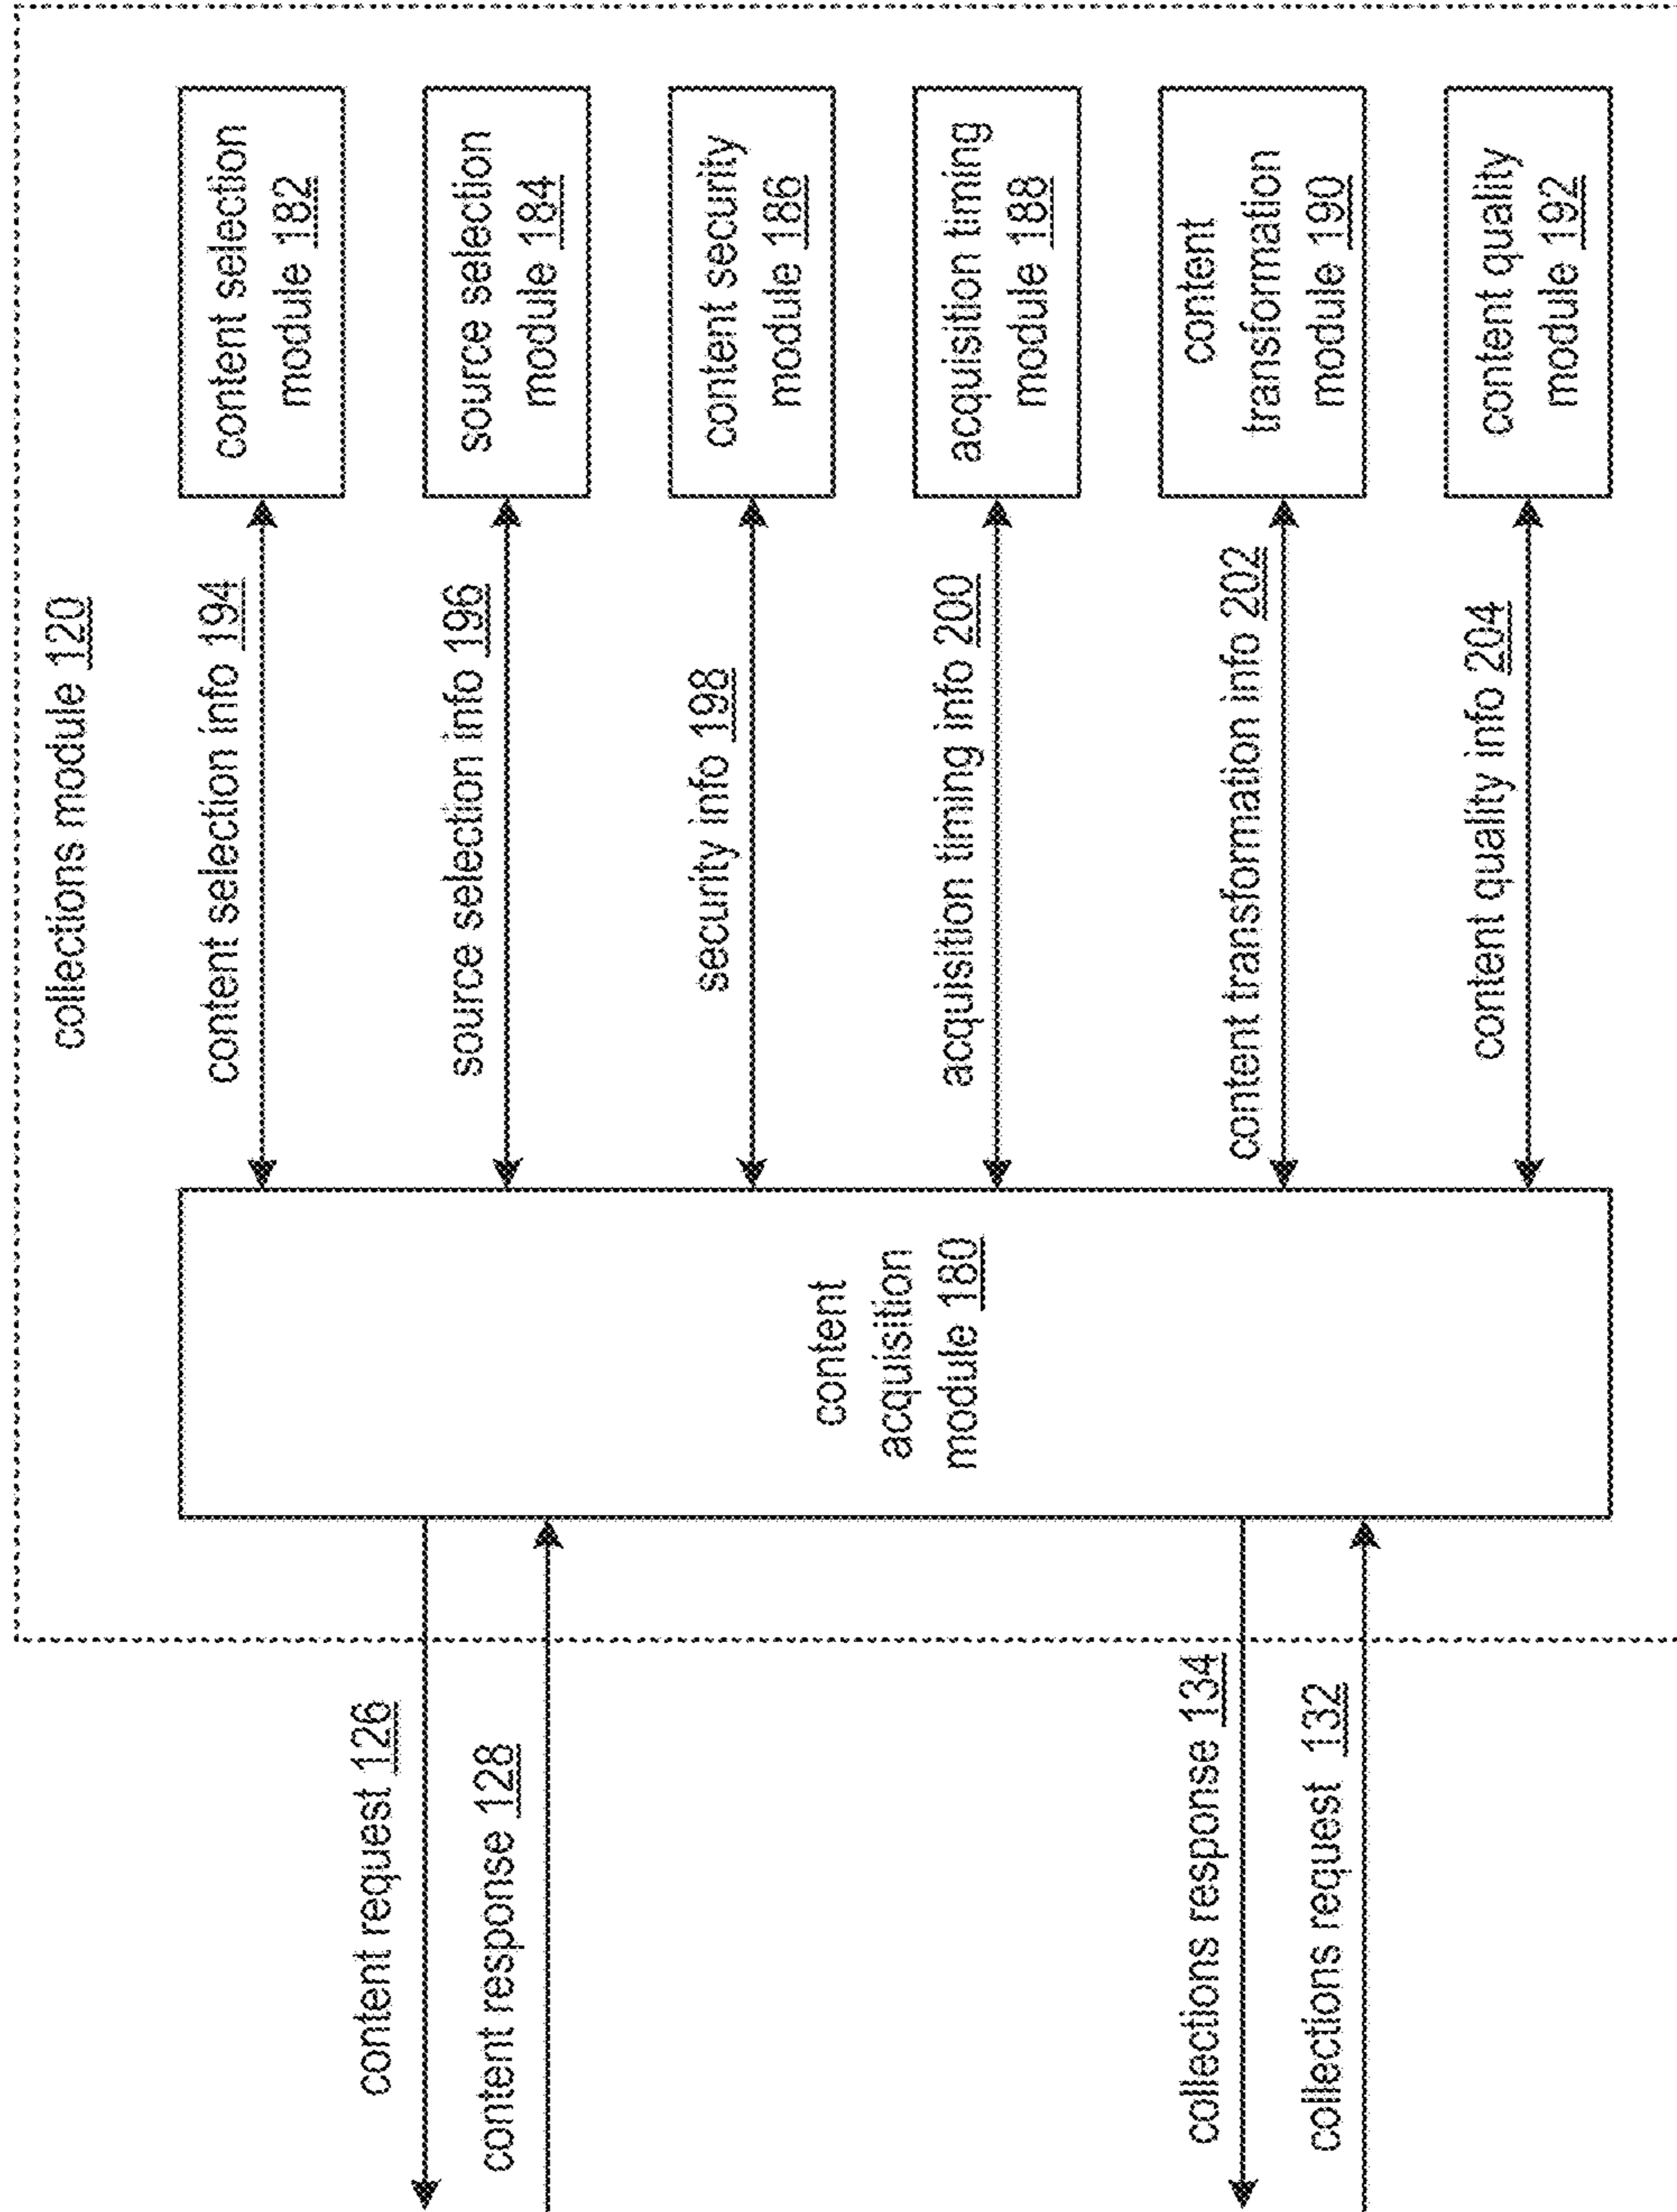 collections module 120
content selection
module 182
content selection info 194
source selection
module 184
source selection info 196
content security
module 186
security info 198
acquisition timing
module 188
acquisition timing info 200
content
transformation
module 190
content transformation info 202
content quality
module 192
content quality info 204
content
acquisition
module 180
content request 126
content response 128
collections response 134
collections request 132